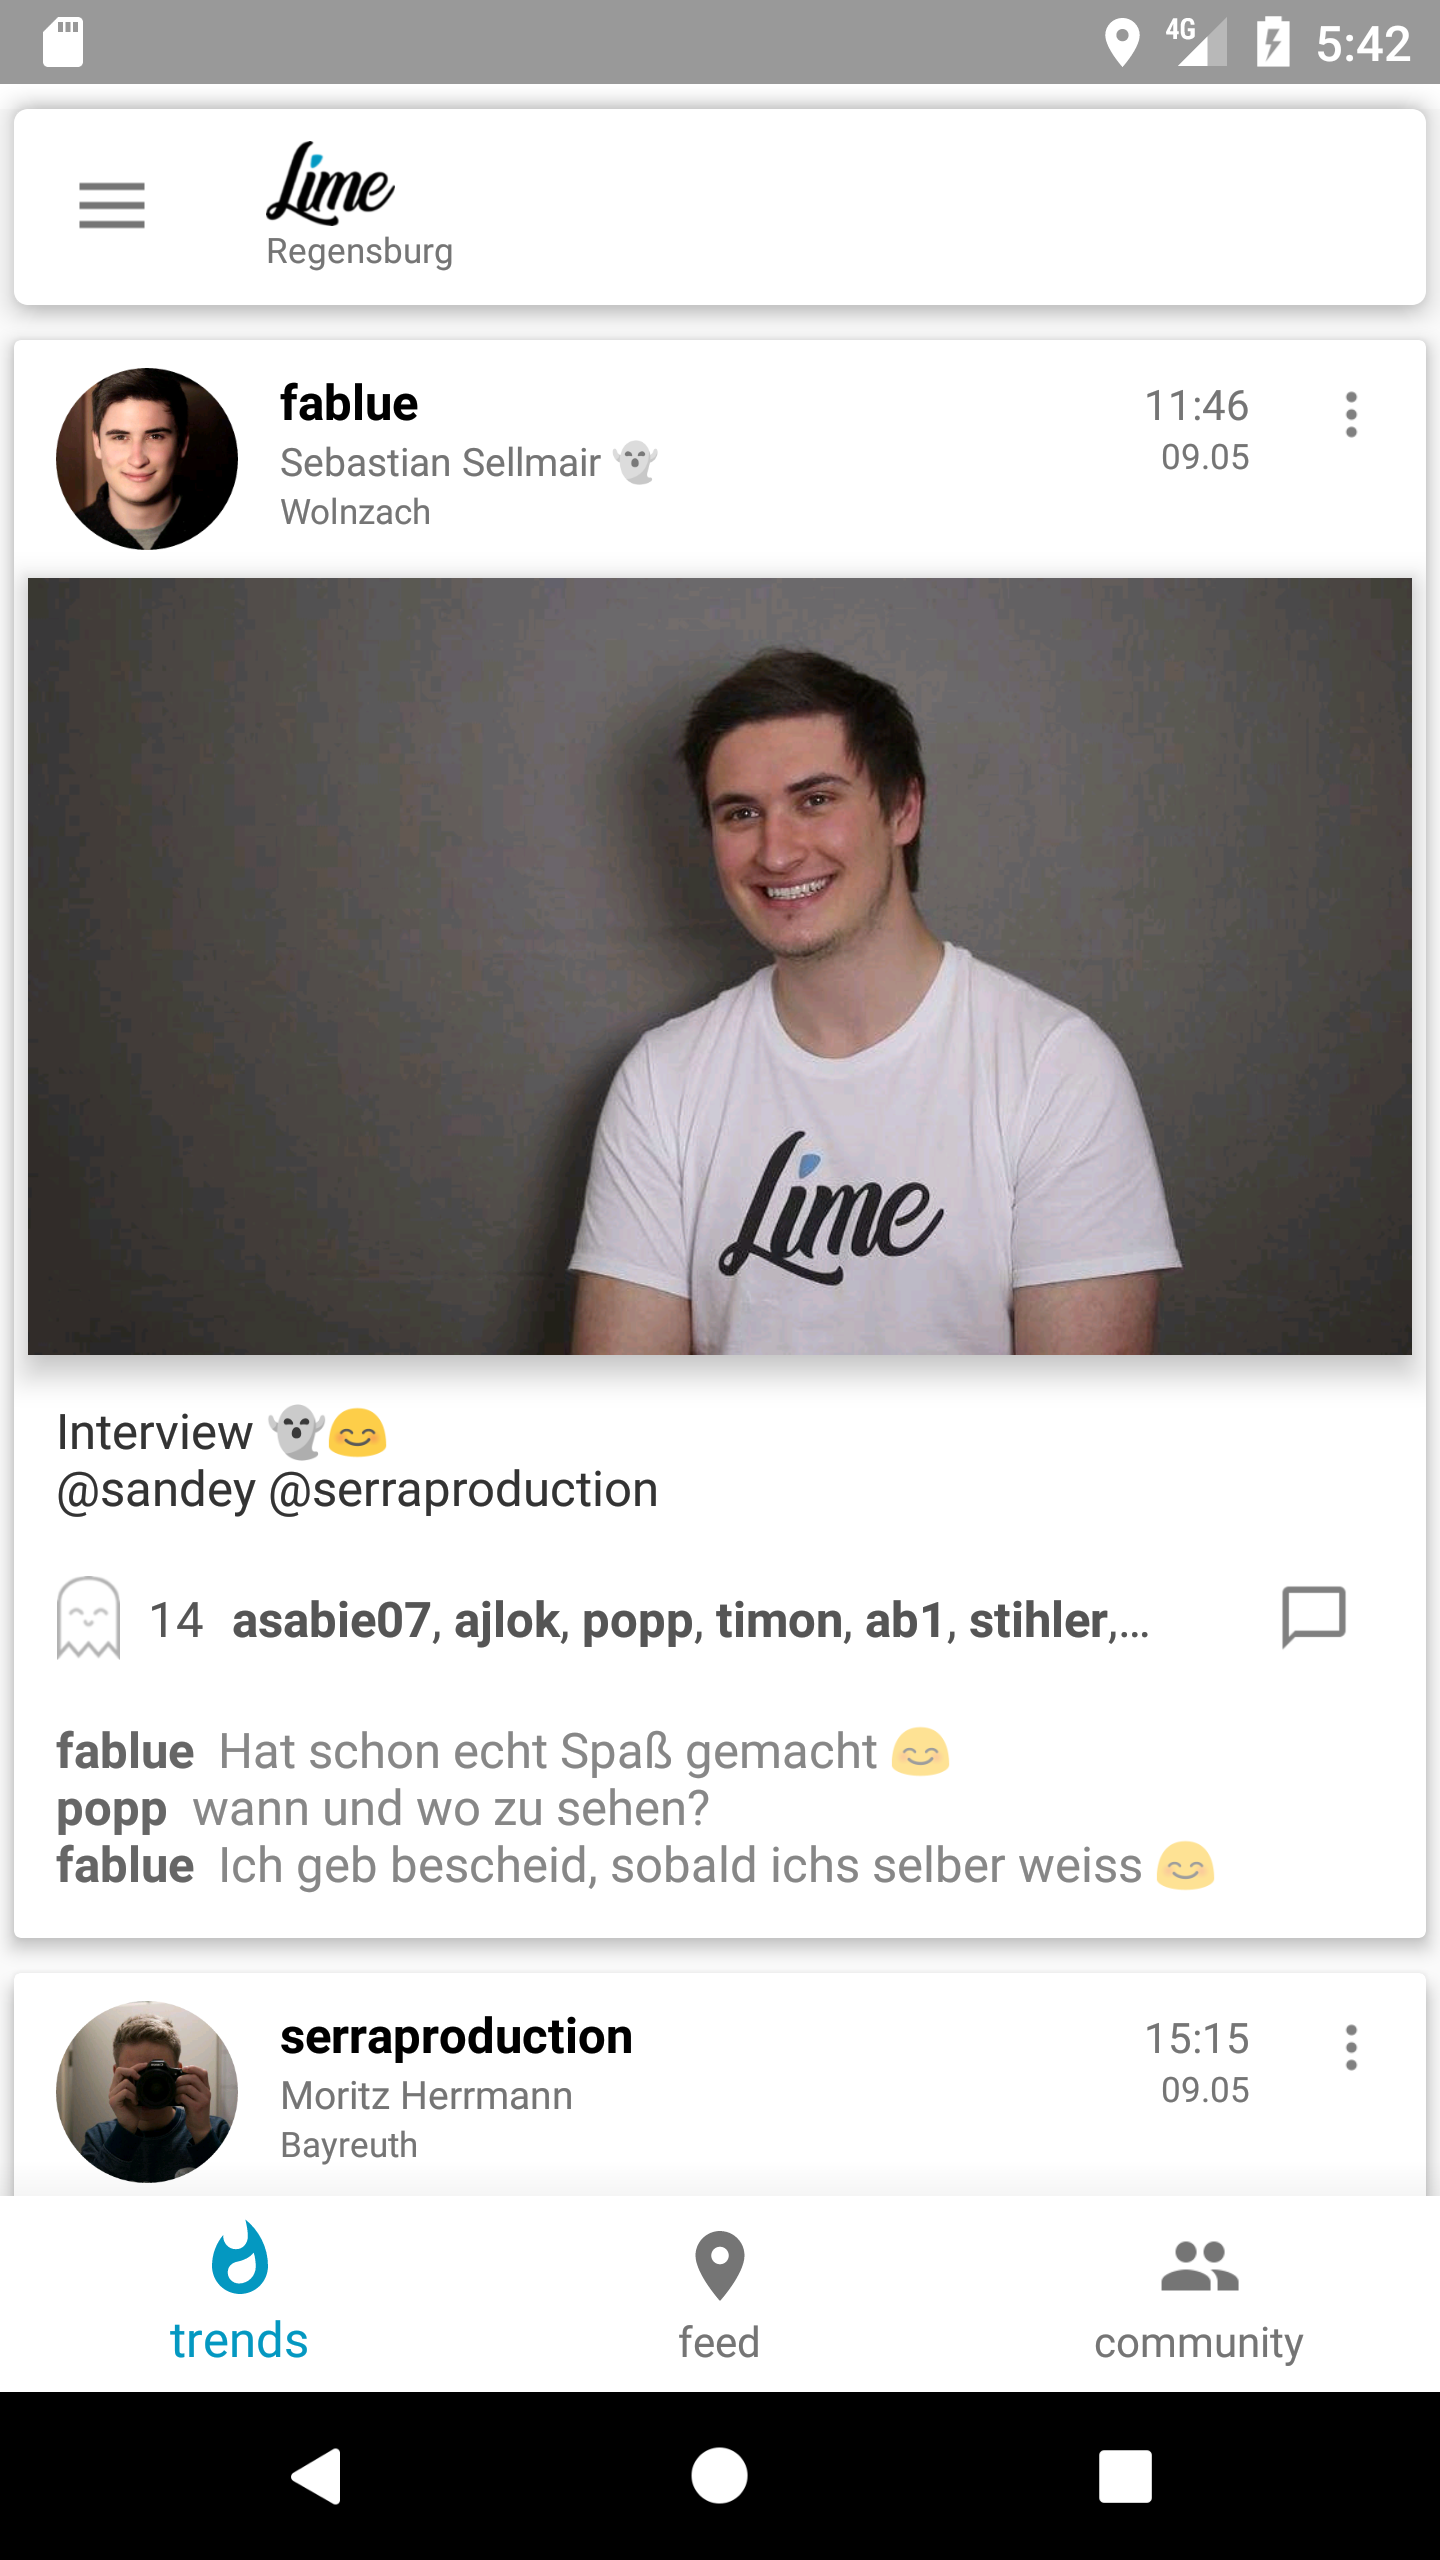 4G 5:42
Lime
Regensburg
fablue 11:46
Sebastian Sellmair 👻 09.05
Wolnzach
Lime
Interview 👻😊
@sandey @serraproduction
14 asabie07, ajlok, popp, timon, ab1, stihler,...
fablue Hat schon echt Spaß gemacht 😊
popp wann und wo zu sehen?
fablue Ich geb bescheid, sobald ichs selber weiss 😊
serraproduction 15:15
Moritz Herrmann 09.05
Bayreuth
trends feed community